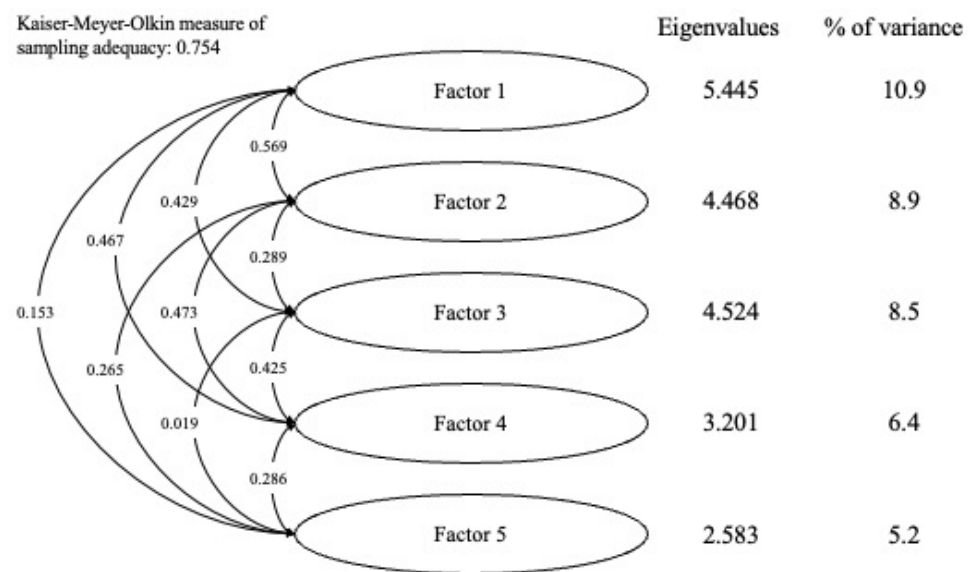 Kaiser-Meyer-Olkin measure of
sampling adequacy: 0.754
Eigenvalues % of variance
Factor 1 5.445 10.9
0.569
Factor 2 4.468 8.9
0.429
0.467
0.289
0.153 0.473 Factor 3 4.524 8.5
0.265 0.425
0.019 Factor 4 3.201 6.4
0.286
Factor 5 2.583 5.2